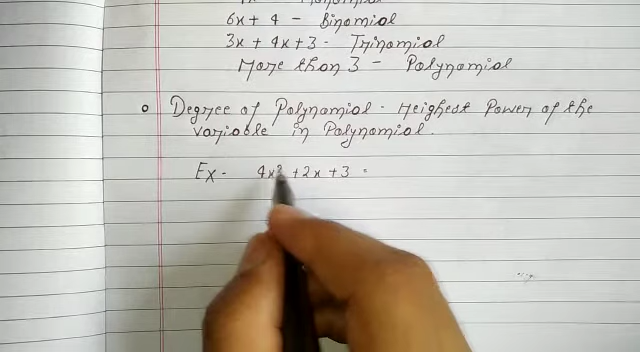 6x + 4 - Binomial
3x + 4x + 3 - Trinomial
More than 3 - Polynomial
Degree of Polynomial - Heighest Power of the
variable in Polynomial.
Ex - 4x² + 2x + 3 =